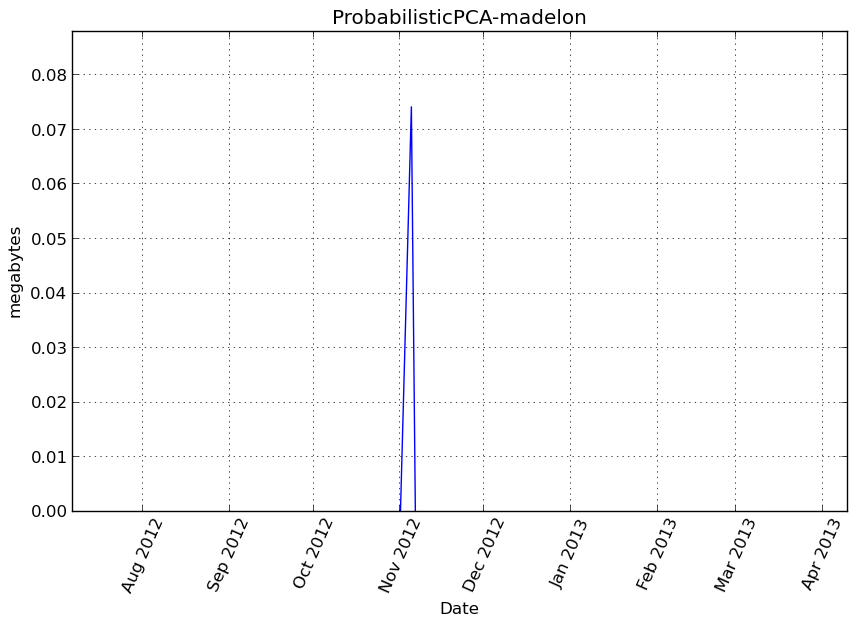 ProbabilisticPCA-madelon
0.08
0.07
0.06
0.05
0.04
0.03
0.02
0.01
0.00
megabytes
Aug 2012
Sep 2012
Oct 2012
Nov 2012
Dec 2012
Jan 2013
Feb 2013
Mar 2013
Apr 2013
Date